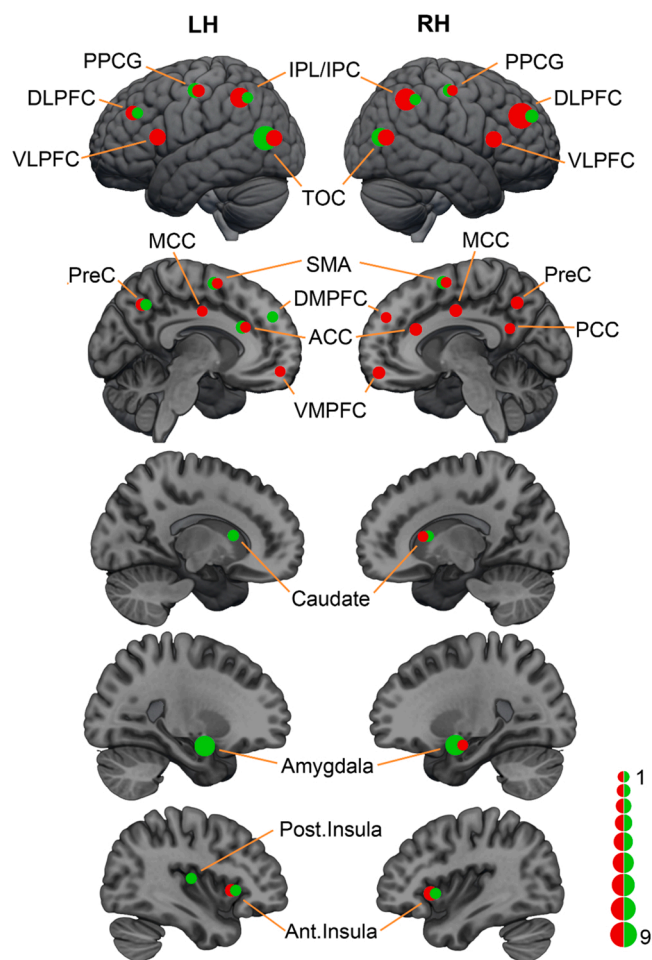 LH RH
PPCG IPL/IPC PPCG
DLPFC DLPFC
VLPFC TOC VLPFC
MCC SMA MCC
PreC DMPFC PreC
ACC PCC
VMPFC
Caudate
Amygdala
1
Post.Insula
Ant.Insula
9